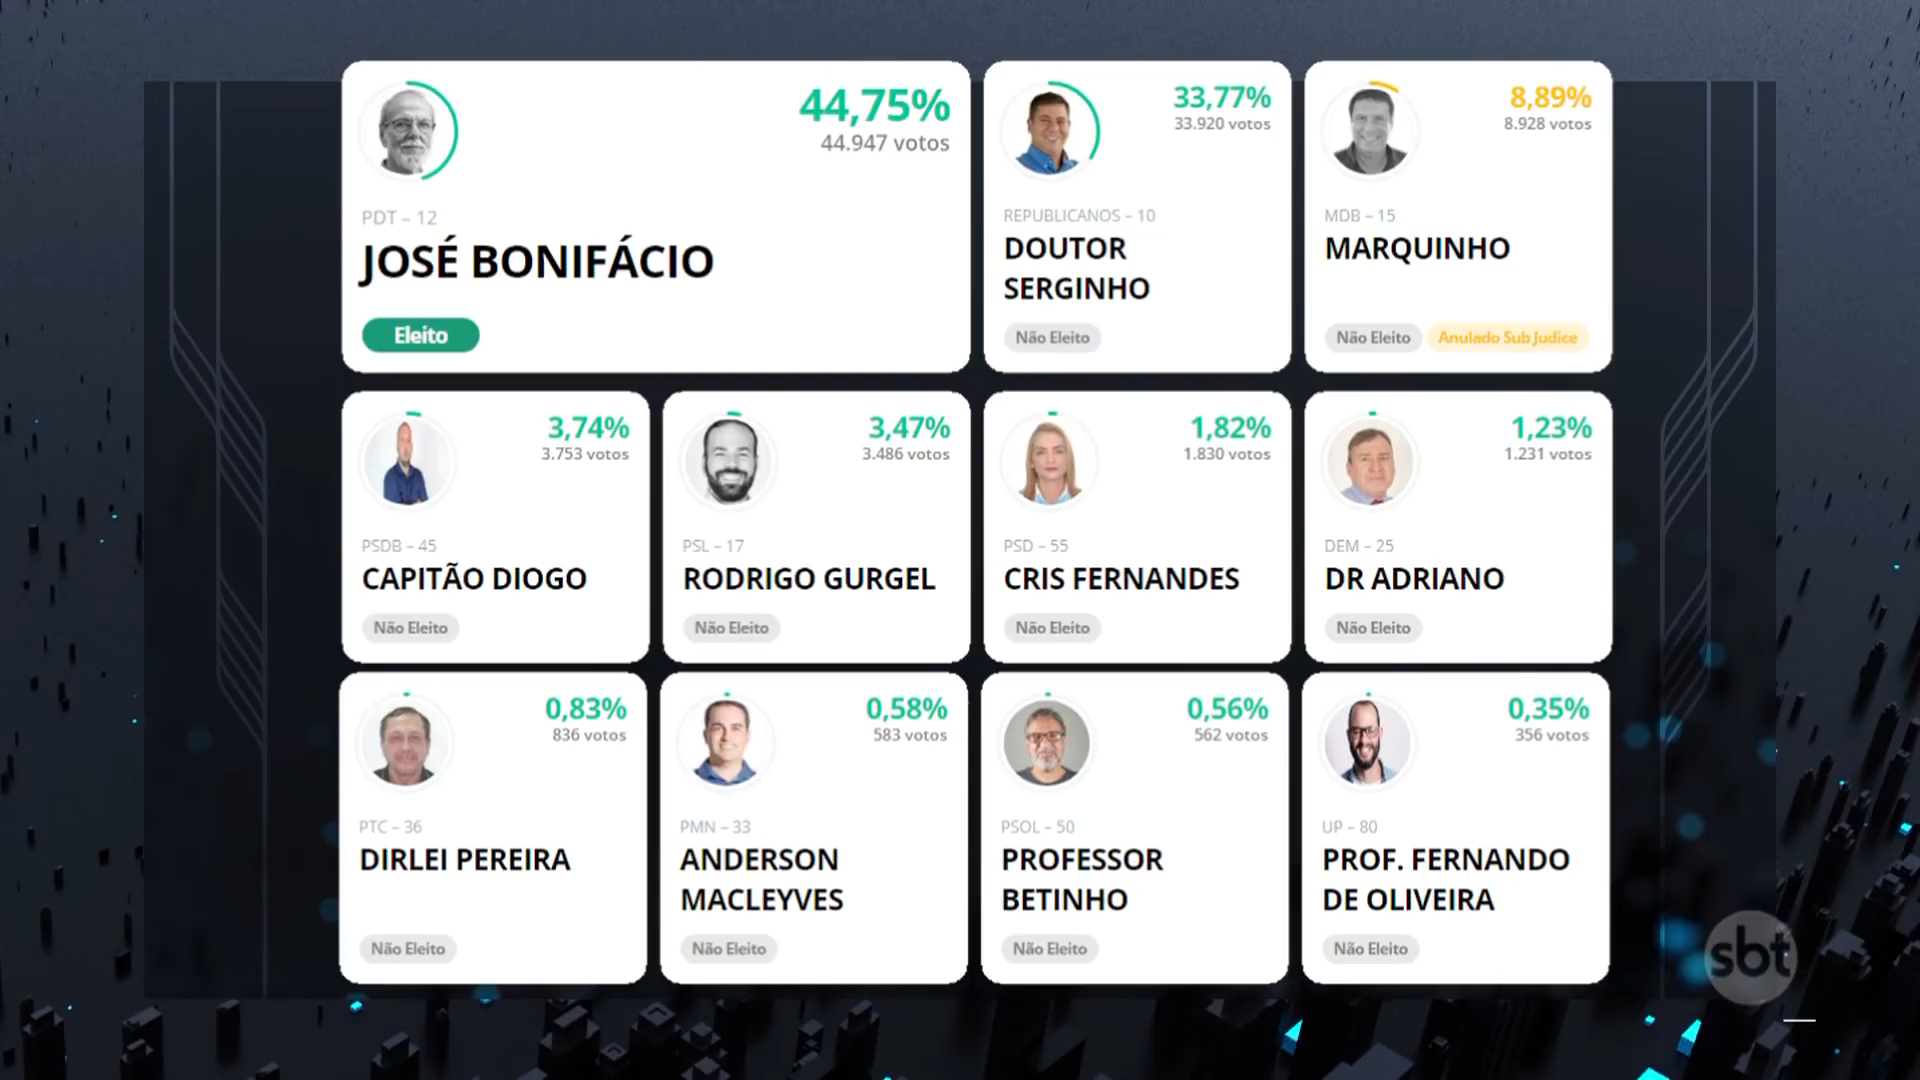 44,75%
44.947 votos
PDT – 12
JOSÉ BONIFÁCIO
Eleito
33,77%
33.920 votos
REPUBLICANOS – 10
DOUTOR
SERGINHO
Não Eleito
8,89%
8.928 votos
MDB – 15
MARQUINHO
Não Eleito
Anulado Sub Judice
3,74%
3.753 votos
PSDB – 45
CAPITÃO DIOGO
Não Eleito
3,47%
3.486 votos
PSL – 17
RODRIGO GURGEL
Não Eleito
1,82%
1.830 votos
PSD – 55
CRIS FERNANDES
Não Eleito
1,23%
1.231 votos
DEM – 25
DR ADRIANO
Não Eleito
0,83%
836 votos
PTC – 36
DIRLEI PEREIRA
Não Eleito
0,58%
583 votos
PMN – 33
ANDERSON
MACLEYVES
Não Eleito
0,56%
562 votos
PSOL – 50
PROFESSOR
BETINHO
Não Eleito
0,35%
356 votos
UP – 80
PROF. FERNANDO
DE OLIVEIRA
Não Eleito
sbt